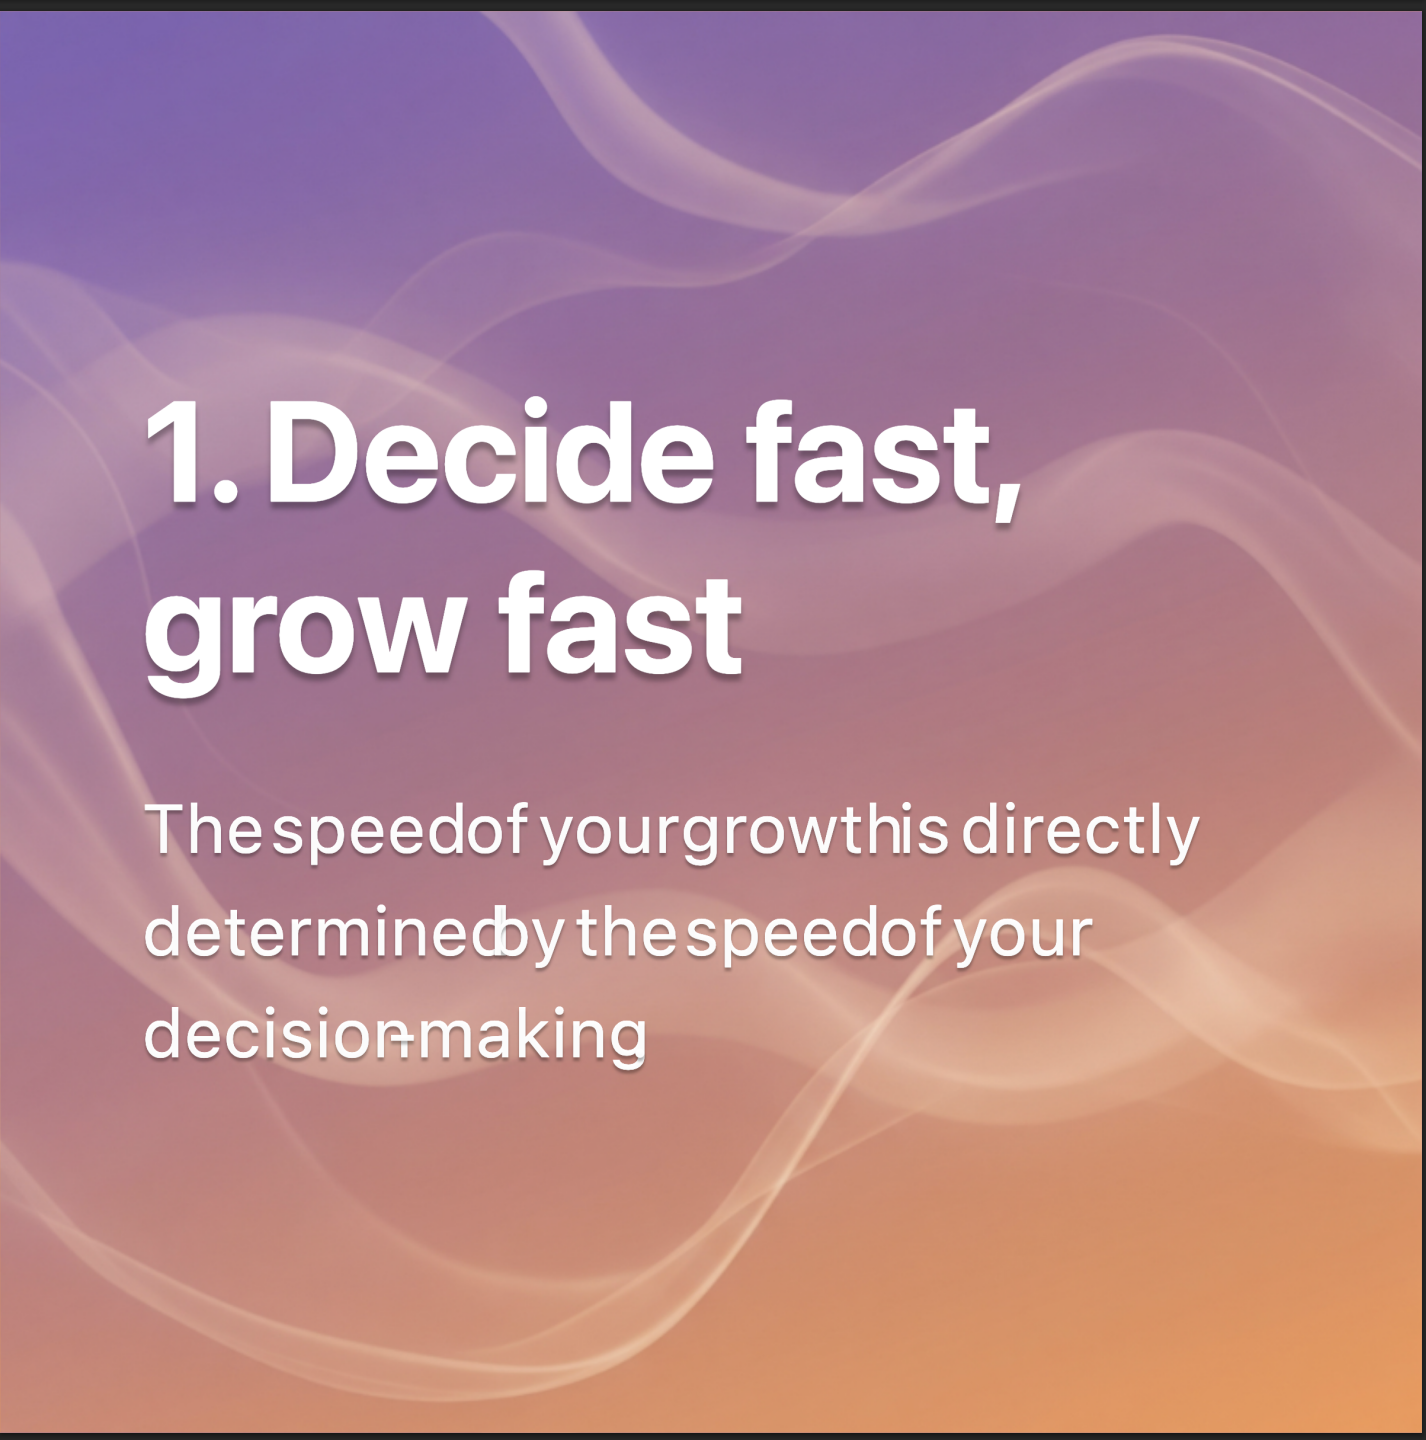 1. Decide fast,
grow fast
The speed of your growth is directly
determined by the speed of your
decision-making